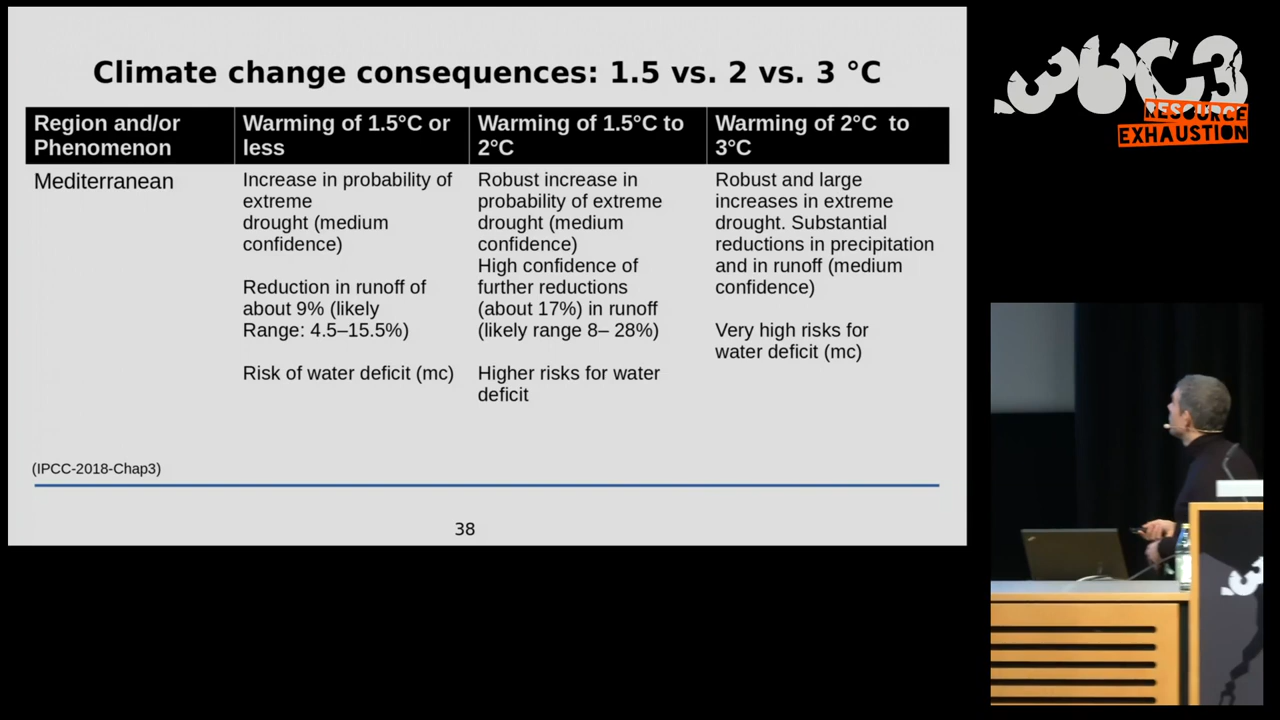 Climate change consequences: 1.5 vs. 2 vs. 3 °C
Region and/or
Phenomenon
Warming of 1.5°C or
less
Warming of 1.5°C to
2°C
Warming of 2°C  to
3°C
Mediterranean
Increase in probability of
extreme
drought (medium
confidence)
Reduction in runoff of
about 9% (likely
Range: 4.5–15.5%)
Risk of water deficit (mc)
Robust increase in
probability of extreme
drought (medium
confidence)
High confidence of
further reductions
(about 17%) in runoff
(likely range 8– 28%)
Higher risks for water
deficit
Robust and large
increases in extreme
drought. Substantial
reductions in precipitation
and in runoff (medium
confidence)
Very high risks for
water deficit (mc)
(IPCC-2018-Chap3)
38
36C3
RESOURCE
EXHAUSTION